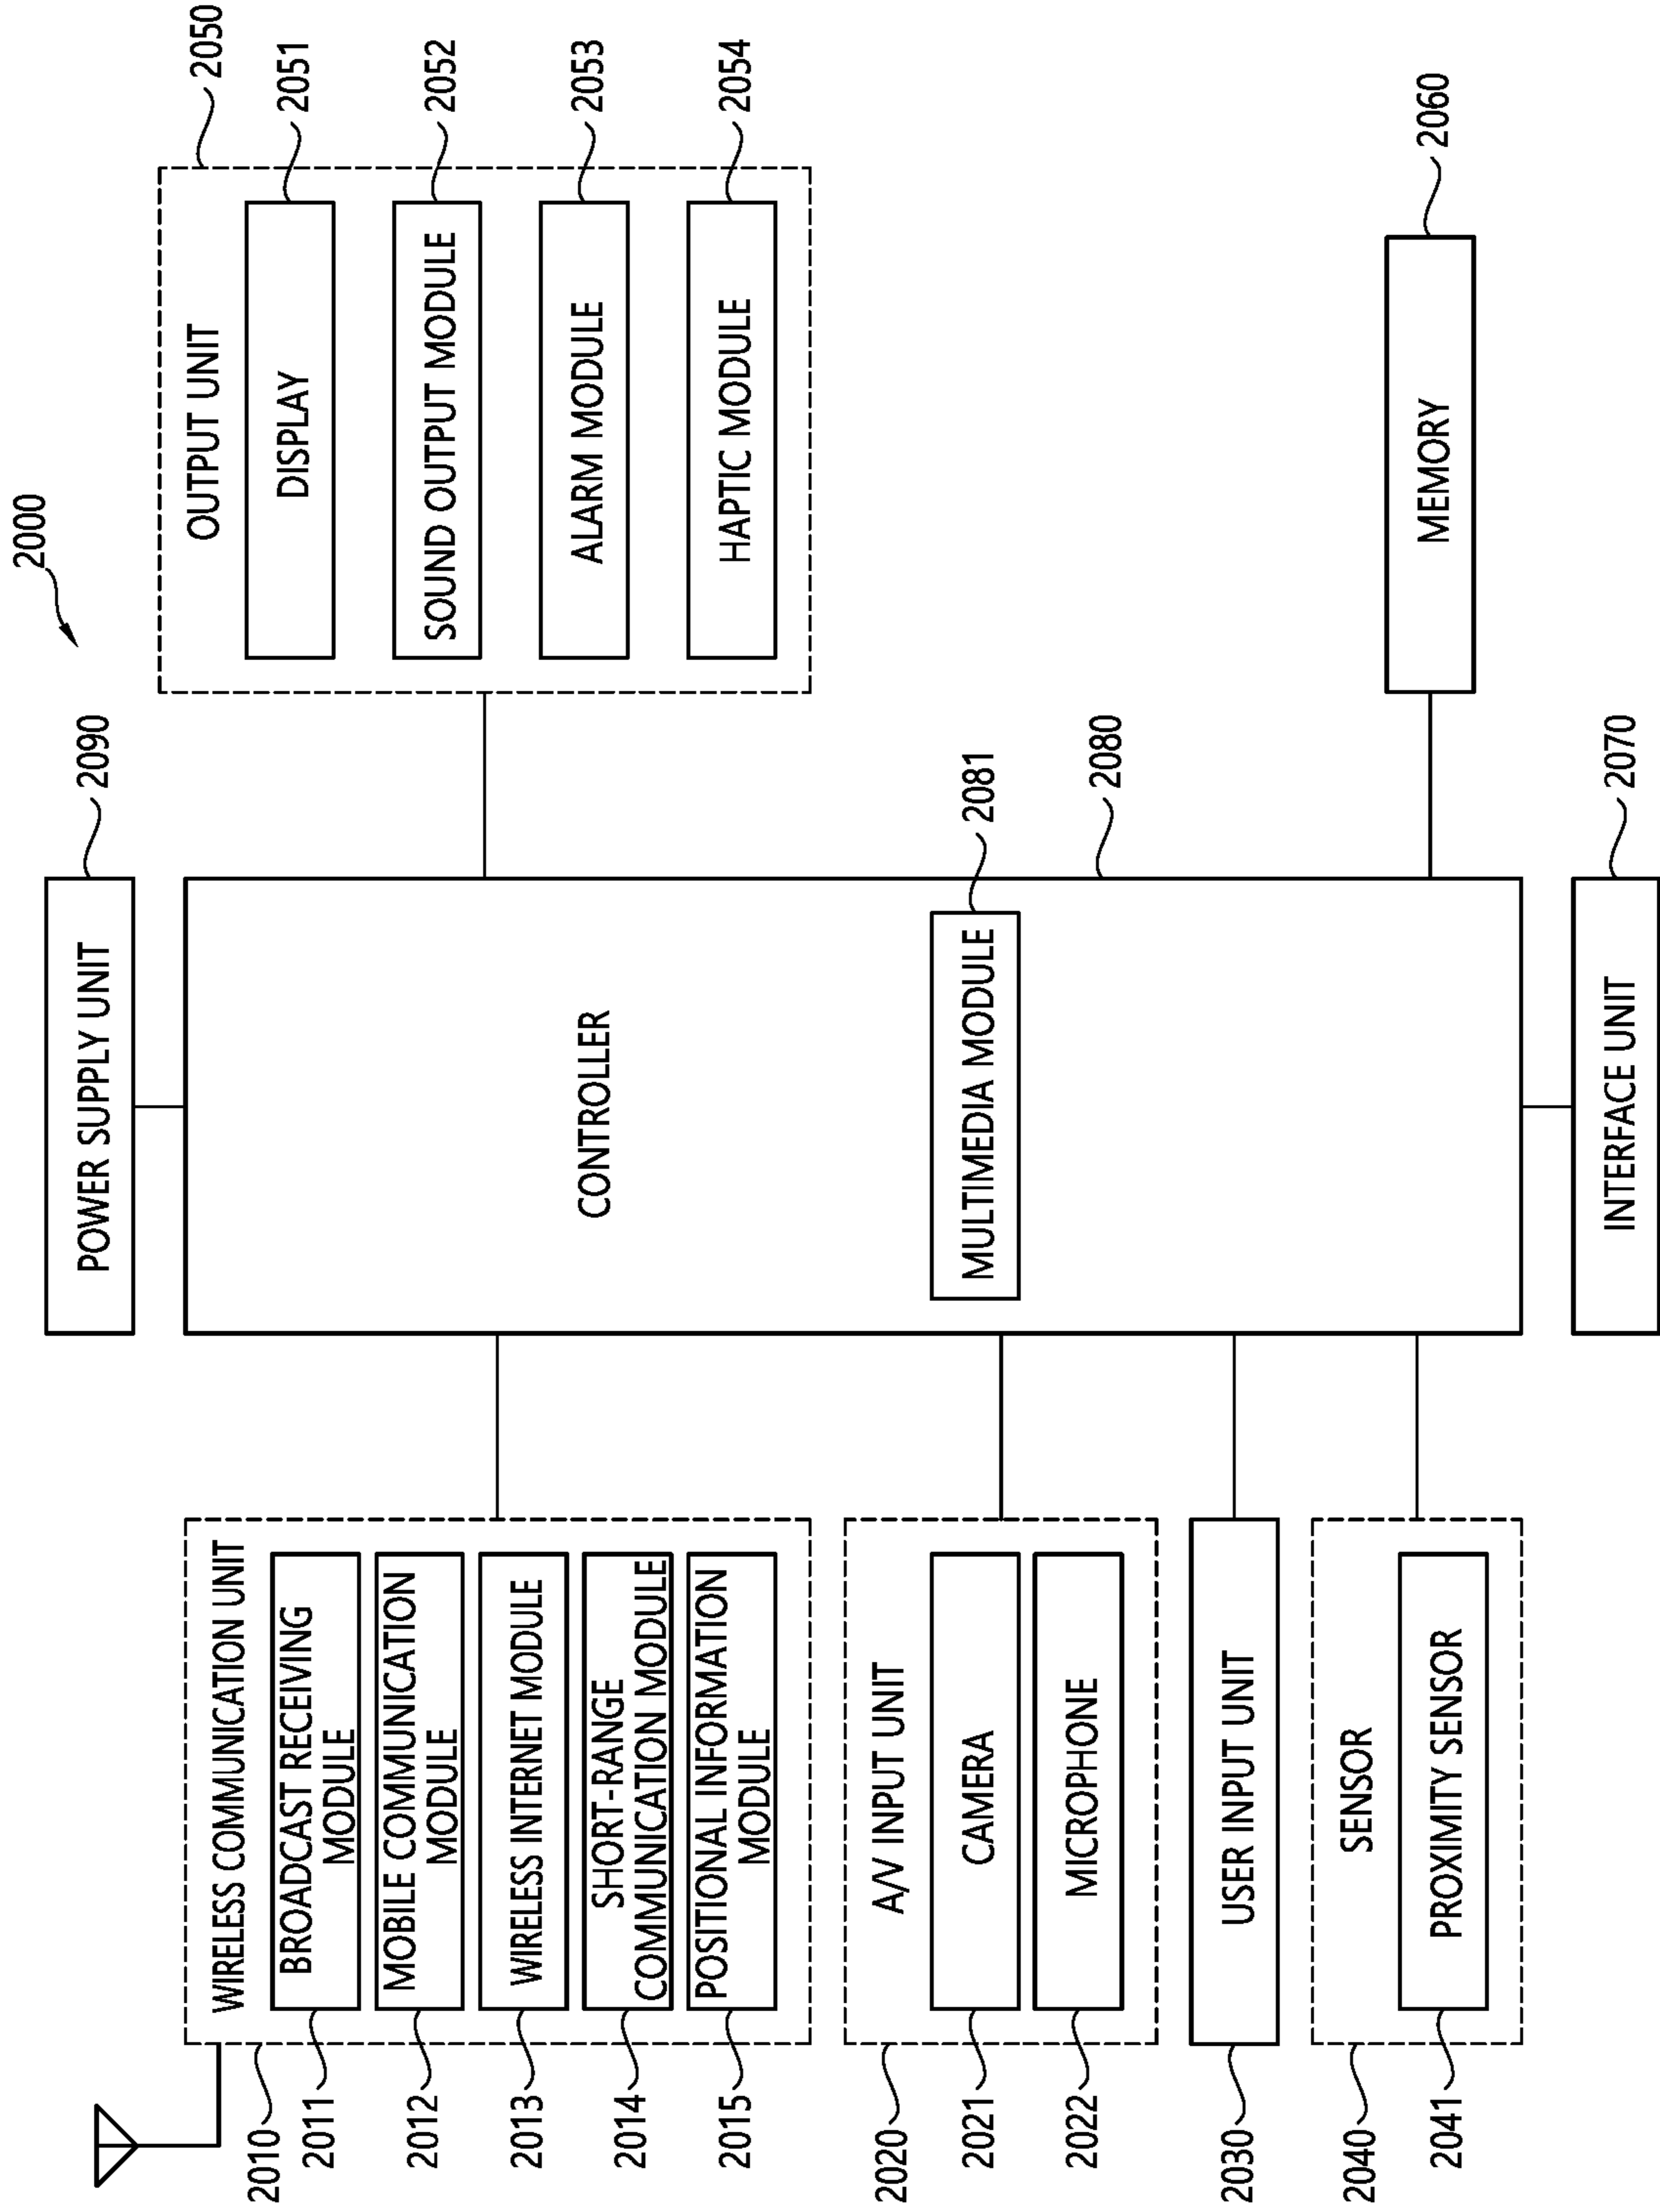 2000
POWER SUPPLY UNIT
2090
WIRELESS COMMUNICATION UNIT
2010
BROADCAST RECEIVING
MODULE
2011
MOBILE COMMUNICATION
MODULE
2012
WIRELESS INTERNET MODULE
2013
SHORT-RANGE
COMMUNICATION MODULE
2014
POSITIONAL INFORMATION
MODULE
2015
A/V INPUT UNIT
2020
CAMERA
2021
MICROPHONE
2022
USER INPUT UNIT
2030
SENSOR
2040
PROXIMITY SENSOR
2041
CONTROLLER
MULTIMEDIA MODULE
2081
2080
OUTPUT UNIT
2050
DISPLAY
2051
SOUND OUTPUT MODULE
2052
ALARM MODULE
2053
HAPTIC MODULE
2054
MEMORY
2060
INTERFACE UNIT
2070